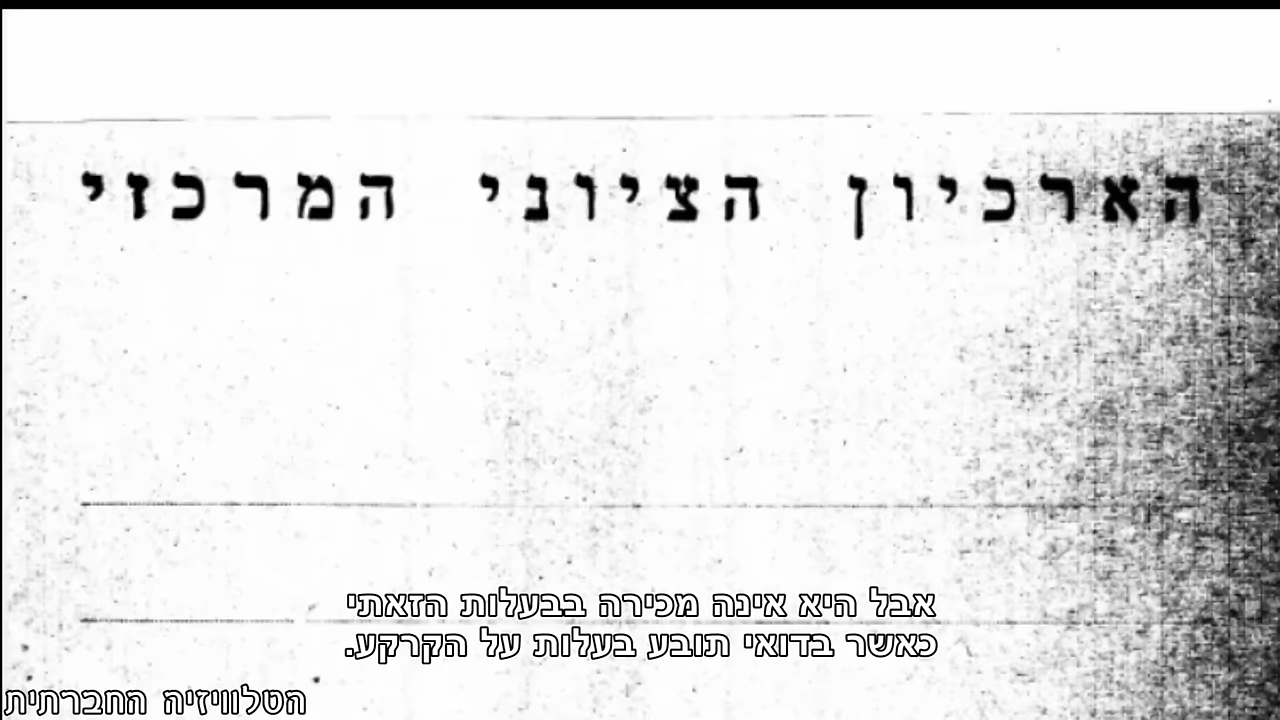 הארכיון הציוני המרכזי
אבל היא אינה מכירה בבעלות הזאתי
כאשר בדואי תובע בעלות על הקרקע.
הטלוויזיה החברתית